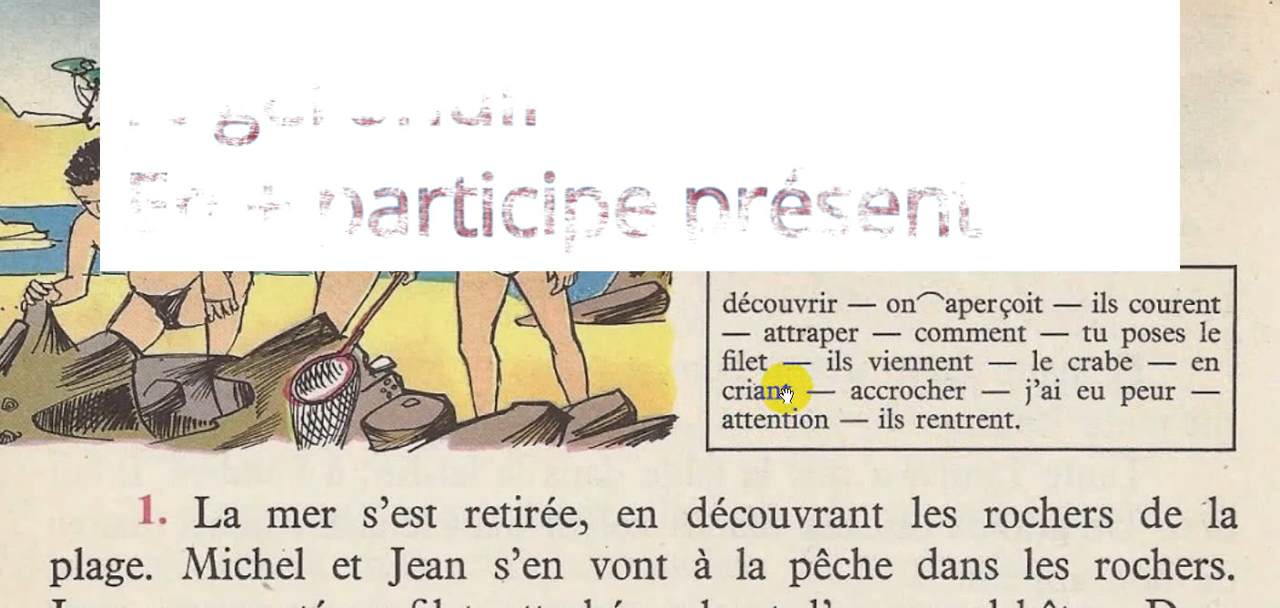 En + participe présent
découvrir — on aperçoit — ils courent
— attraper — comment — tu poses le
filet — ils viennent — le crabe — en
criant — accrocher — j'ai eu peur —
attention — ils rentrent.
1. La mer s'est retirée, en découvrant les rochers de la
plage. Michel et Jean s'en vont à la pêche dans les rochers.